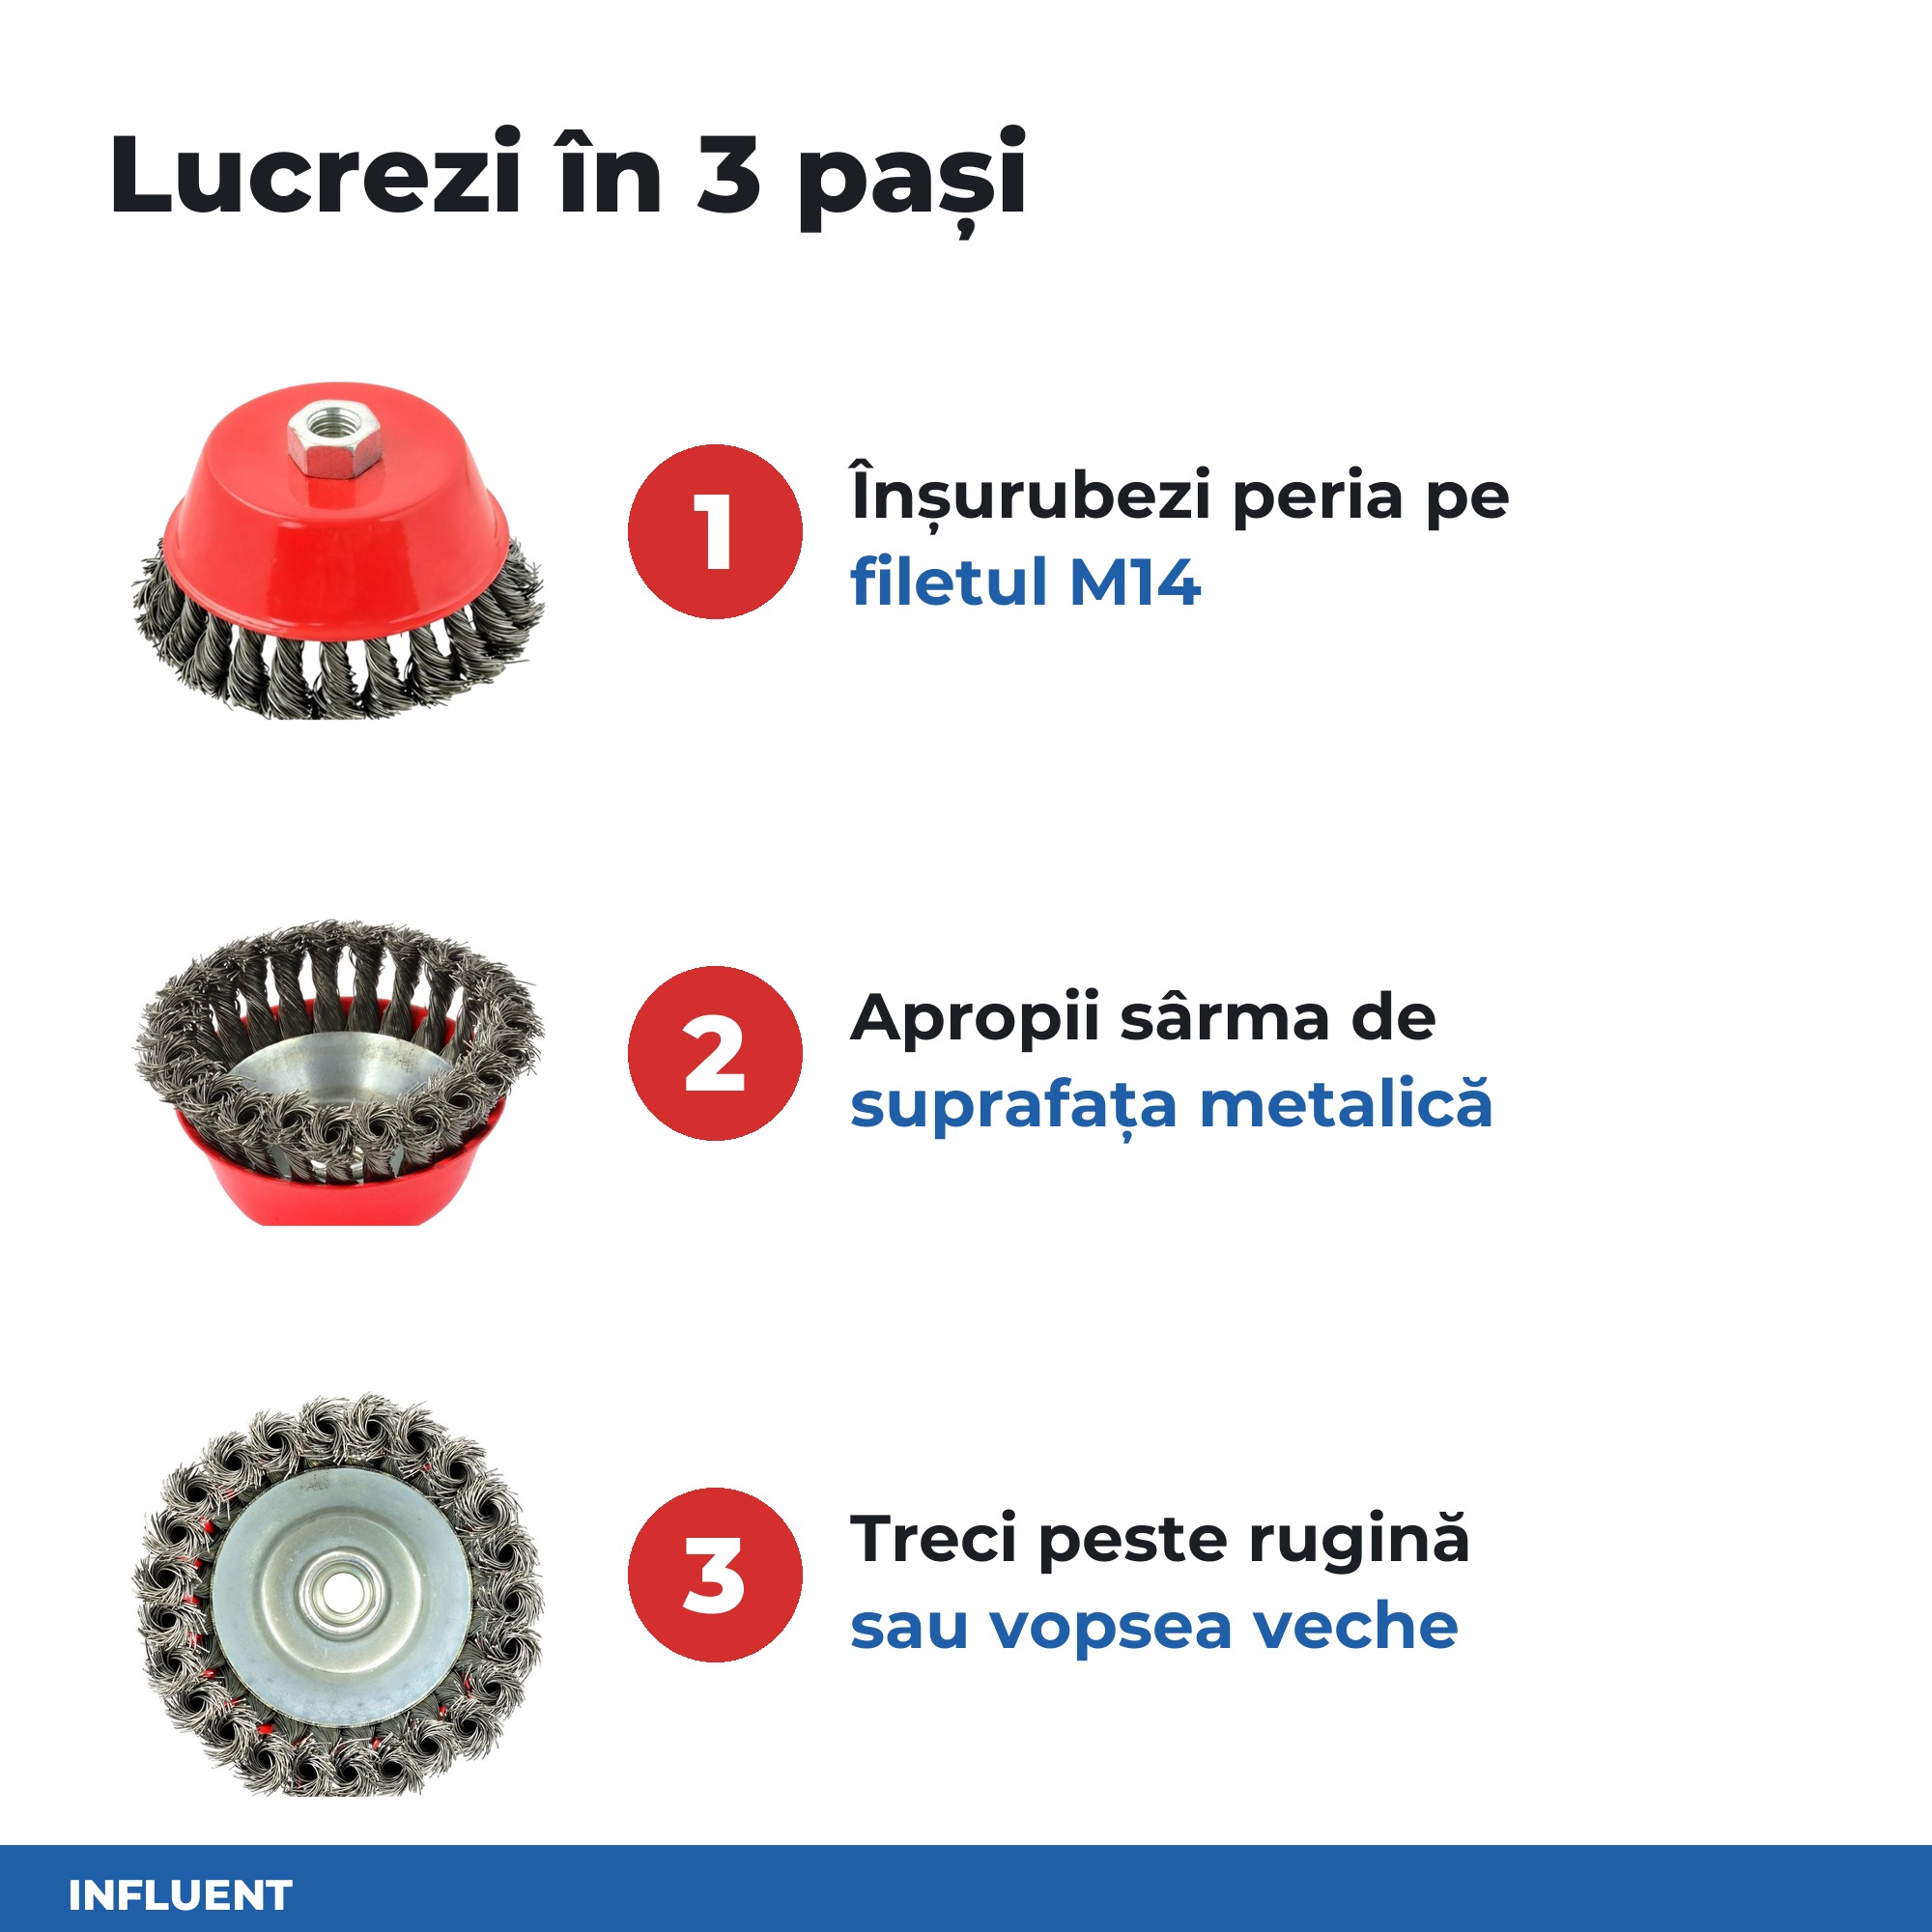 Lucrezi în 3 pași
1
Înșurubezi peria pe
filetul M14
2
Apropii sârma de
suprafața metalică
3
Treci peste rugină
sau vopsea veche
INFLUENT